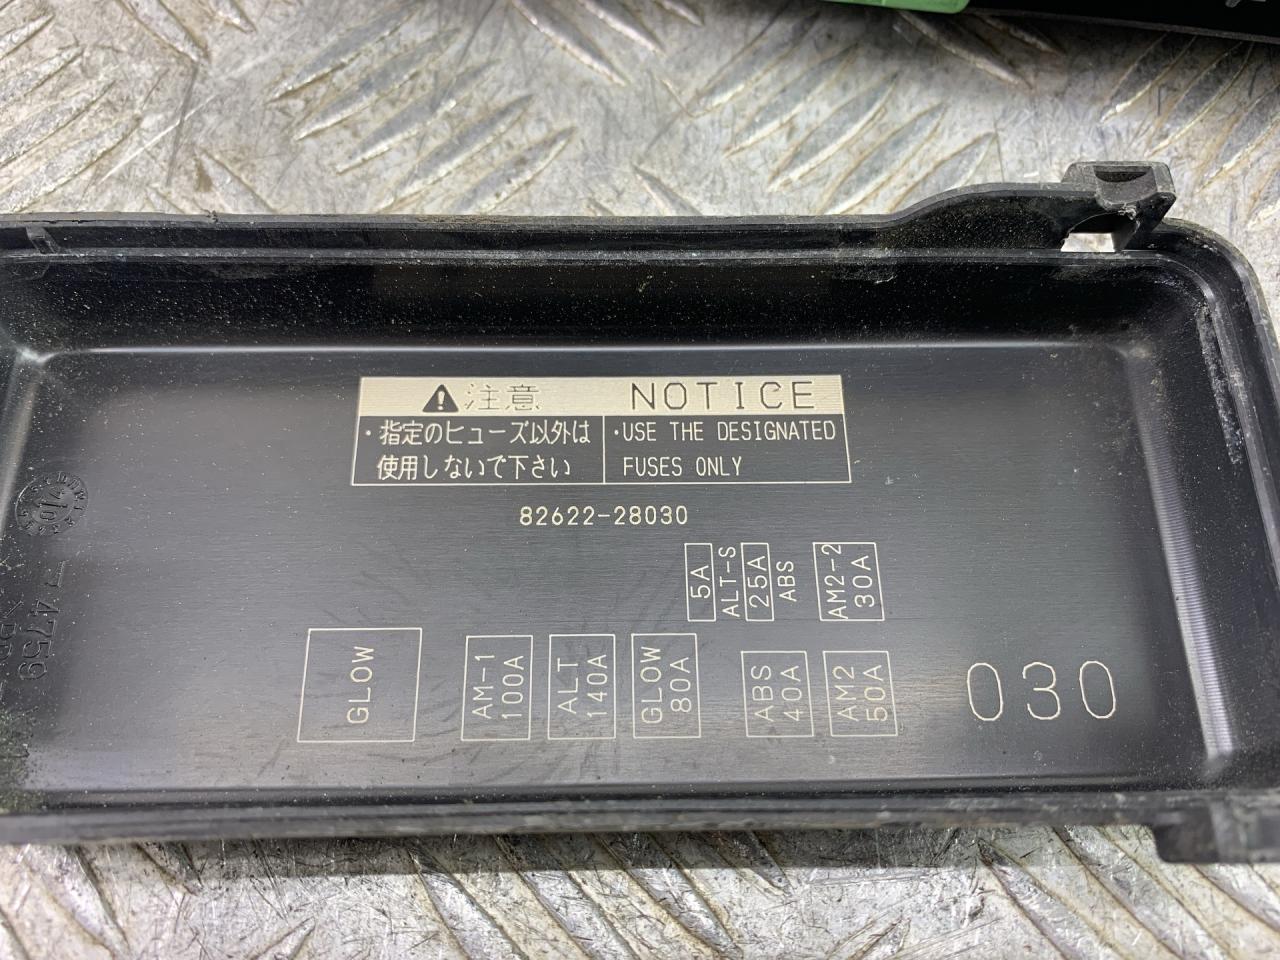 注意 NOTICE
・指定のヒューズ以外は
使用しないで下さい
・USE THE DESIGNATED
FUSES ONLY
82622-28030
5A
ALT-S
25A
ABS
AM2-2
30A
GLOW
AM-1
100A
ALT
140A
GLOW
80A
ABS
40A
AM2
50A
030
4759